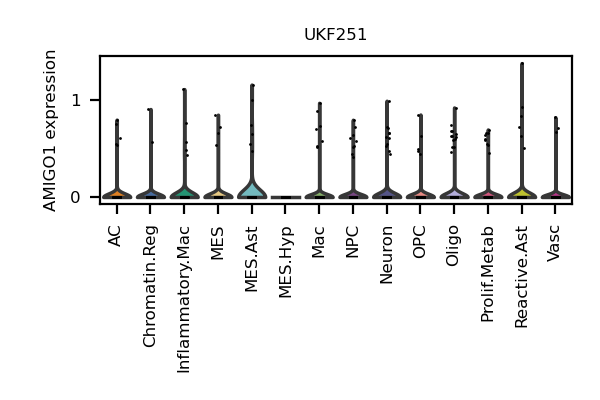 UKF251
AMIGO1 expression
1
0
AC
Chromatin.Reg
Inflammatory.Mac
MES
MES.Ast
MES.Hyp
Mac
NPC
Neuron
OPC
Oligo
Prolif.Metab
Reactive.Ast
Vasc